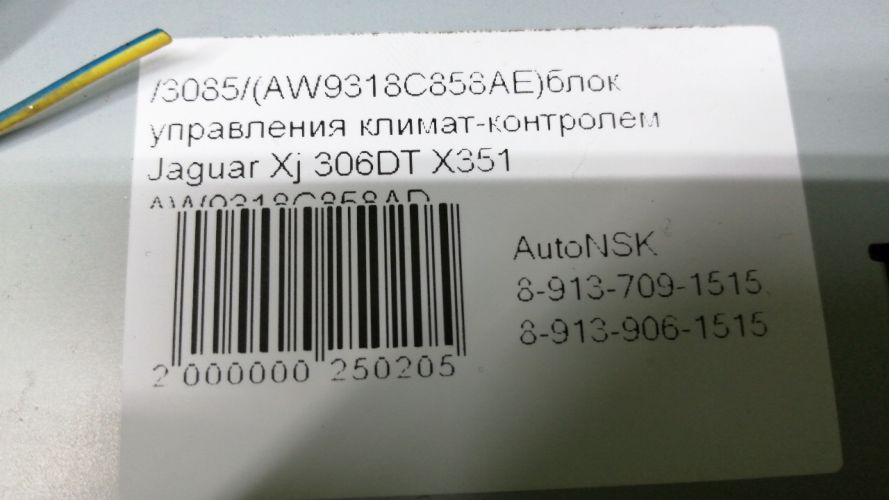 /3085/(AW9318C858AE)блок
управления климат-контролем
Jaguar Xj 306DT X351
AW9318C858AD
AutoNSK
8-913-709-1515
8-913-906-1515
2 000000 250205